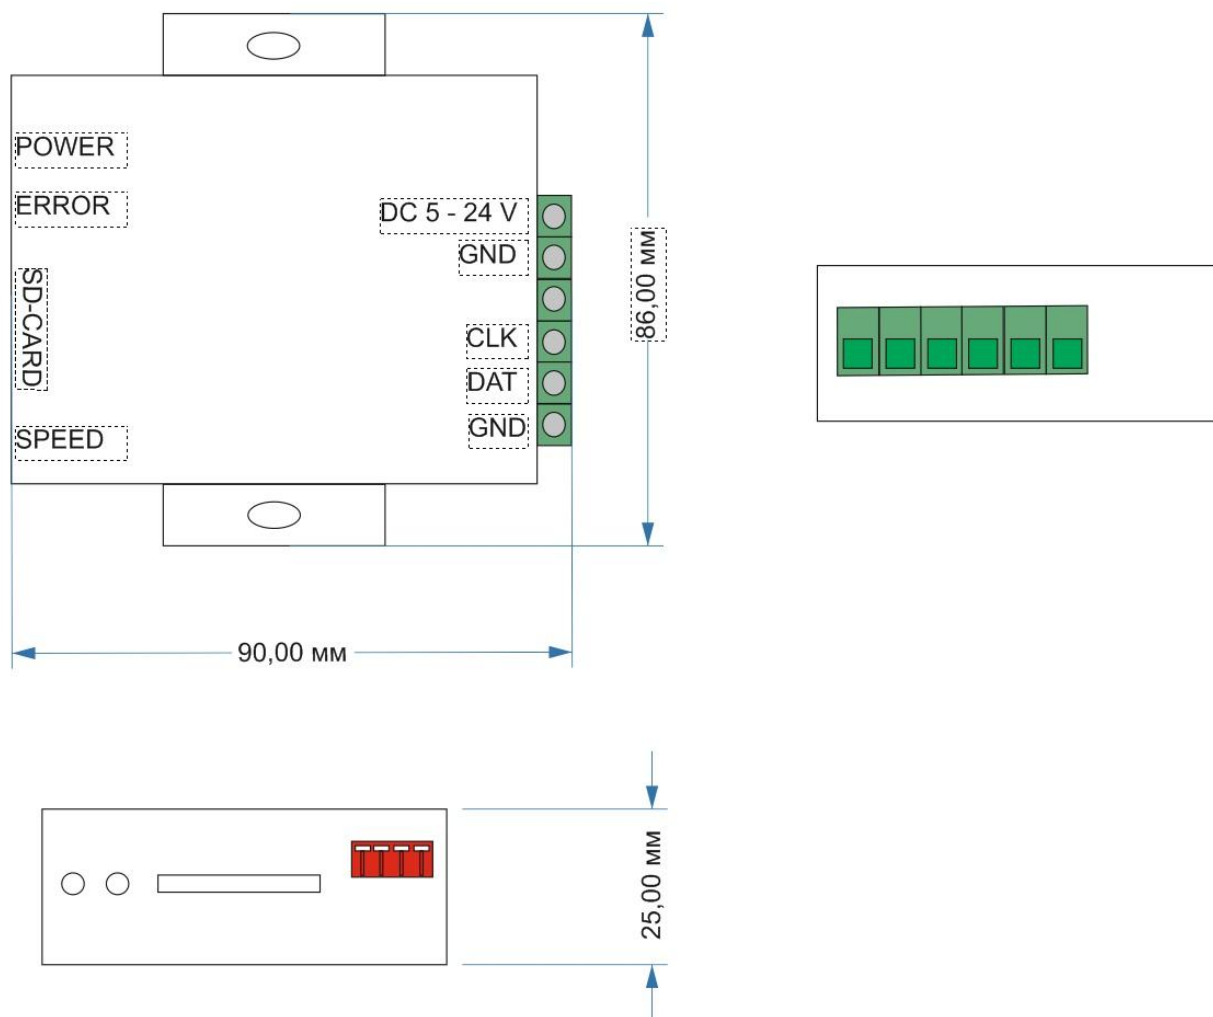 POWER
ERROR
SD-CARD
SPEED
DC 5 - 24 V
GND
CLK
DAT
GND
86,00 мм
90,00 мм
25,00 мм